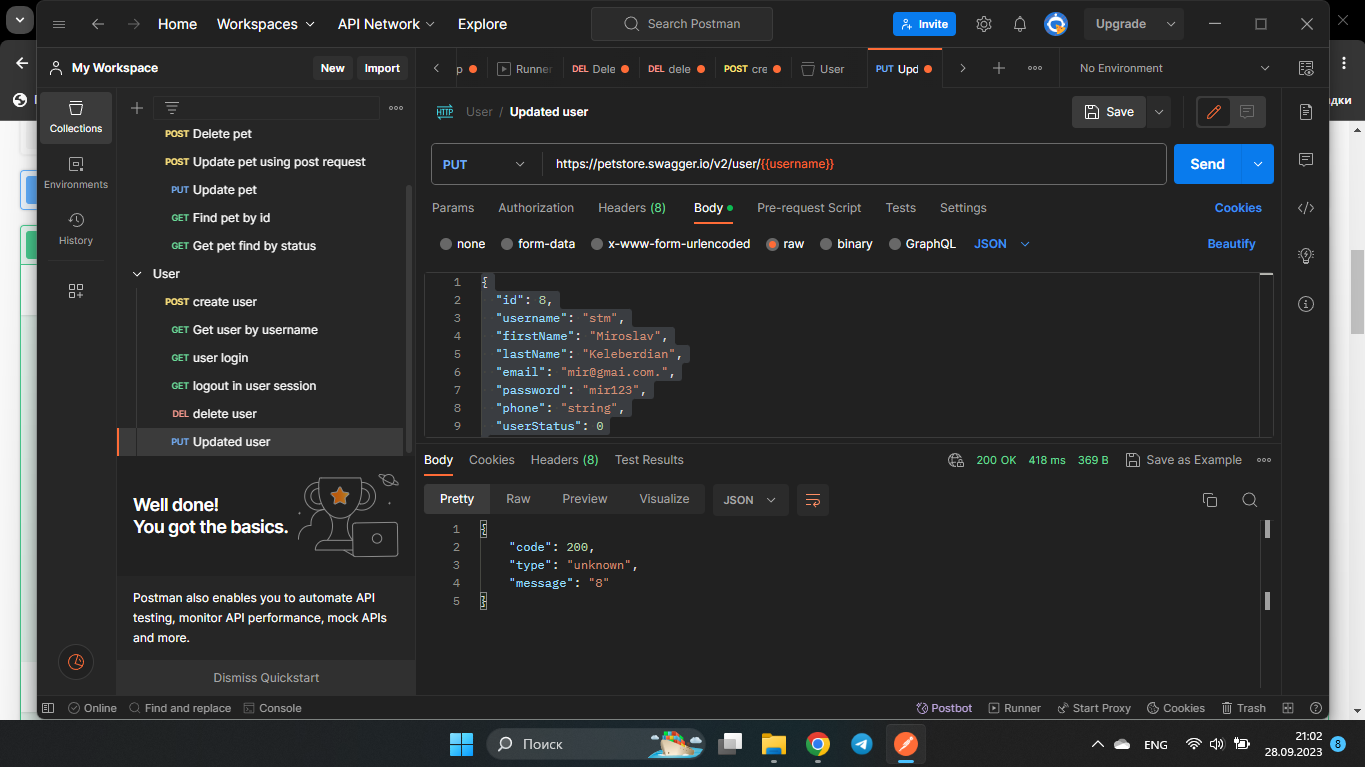 Home Workspaces API Network Explore Search Postman Invite Upgrade
My Workspace New Import
Runner DEL Dele DEL dele POST cre User PUT Upd No Environment
Collections
Environments
History
POST Delete pet
POST Update pet using post request
PUT Update pet
GET Find pet by id
GET Get pet find by status
User
POST create user
GET Get user by username
GET user login
GET logout in user session
DEL delete user
PUT Updated user
Well done!
You got the basics.
Postman also enables you to automate API
testing, monitor API performance, mock APIs
and more.
Dismiss Quickstart
HTTP User / Updated user Save
PUT https://petstore.swagger.io/v2/user/{{username}} Send
Params Authorization Headers (8) Body Pre-request Script Tests Settings Cookies
none form-data x-www-form-urlencoded raw binary GraphQL JSON Beautify
1 {
2 "id": 8,
3 "username": "stm",
4 "firstName": "Miroslav",
5 "lastName": "Keleberdian",
6 "email": "mir@gmai.com.",
7 "password": "mir123",
8 "phone": "string",
9 "userStatus": 0
Body Cookies Headers (8) Test Results 200 OK 418 ms 369 B Save as Example
Pretty Raw Preview Visualize JSON
1 {
2 "code": 200,
3 "type": "unknown",
4 "message": "8"
5 }
Online Find and replace Console Postbot Runner Start Proxy Cookies Trash
дки
Поиск ENG 21:02
28.09.2023 8